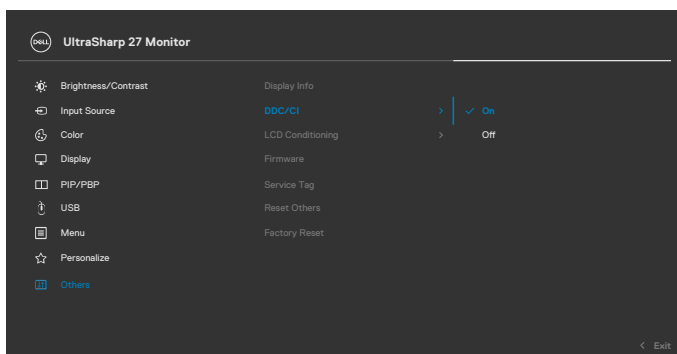 DELL UltraSharp 27 Monitor
Brightness/Contrast Display Info
Input Source DDC/CI > ✓ On
Color LCD Conditioning > Off
Display Firmware
PIP/PBP Service Tag
USB Reset Others
Menu Factory Reset
Personalize
Others
< Exit